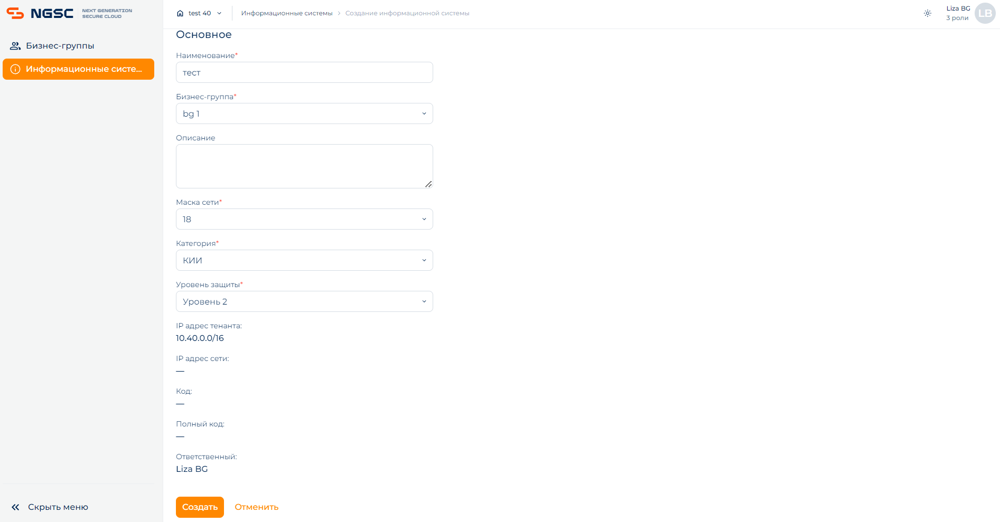 NGSC
NEXT GENERATION
SECURE CLOUD
Бизнес-группы
Информационные систе...
Скрыть меню
test 40
Информационные системы > Создание информационной системы
Liza BG
3 роли
LB
Основное
Наименование*
тест
Бизнес-группа*
bg 1
Описание
Маска сети*
18
Категория*
КИИ
Уровень защиты*
Уровень 2
IP адрес тенанта:
10.40.0.0/16
IP адрес сети:
—
Код:
—
Полный код:
—
Ответственный:
Liza BG
Создать
Отменить